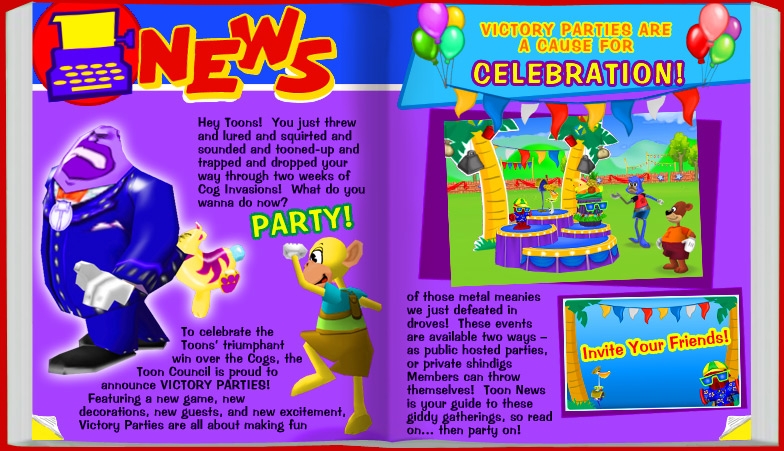 NEWS
Hey Toons!  You just threw
and lured and squirted and
sounded and tooned-up and
trapped and dropped your
way through two weeks of
Cog Invasions!  What do you
wanna do now?
PARTY!
To celebrate the
Toons' triumphant
win over the Cogs, the
Toon Council is proud to
announce VICTORY PARTIES!
Featuring a new game, new
decorations, new guests, and new excitement,
Victory Parties are all about making fun
VICTORY PARTIES ARE
A CAUSE FOR
CELEBRATION!
of those metal meanies
we just defeated in
droves!  These events
are available two ways –
as public hosted parties,
or private shindigs
Members can throw
themselves!  Toon News
is your guide to these
giddy gatherings, so read
on... then party on!
Invite Your Friends!